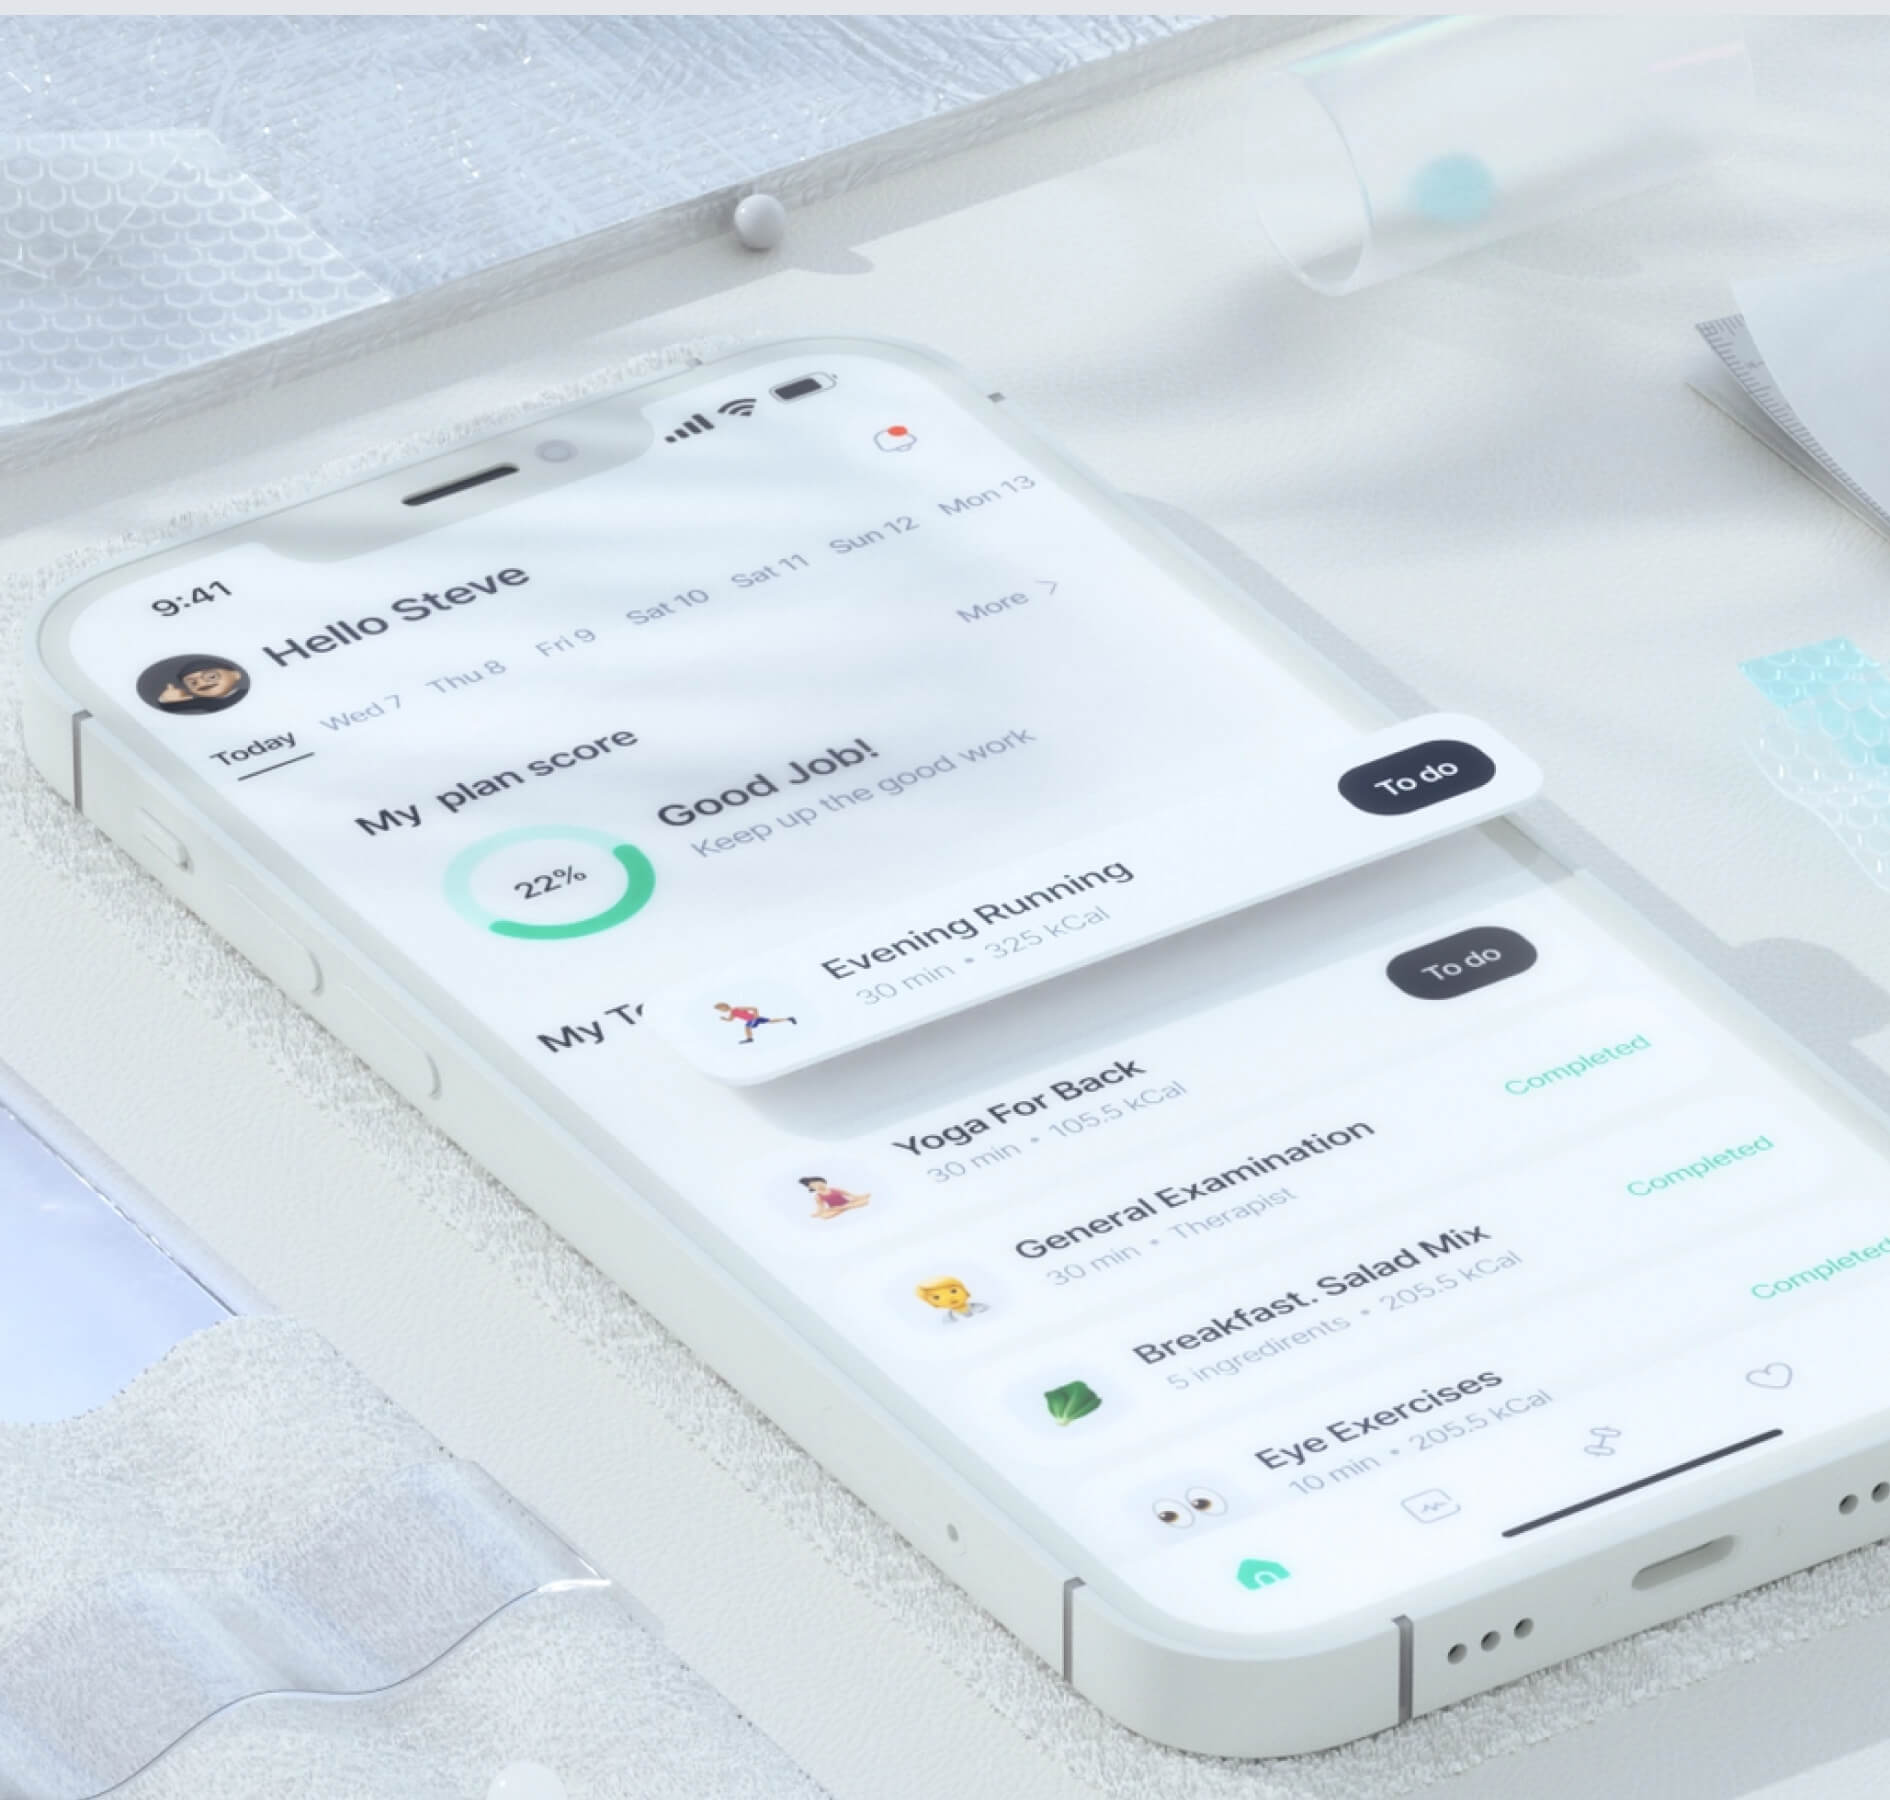 9:41
Hello Steve
Today Wed 7 Thu 8 Fri 9 Sat 10 Sat 11 Sun 12 Mon 13
My plan score
More
22%
Good Job!
Keep up the good work
My
Evening Running
30 min • 325 kCal
To do
Yoga For Back
30 min • 105.5 kCal
To do
General Examination
30 min • Therapist
Completed
Breakfast. Salad Mix
5 ingredirents • 205.5 kCal
Completed
Eye Exercises
10 min • 205.5 kCal
Completed